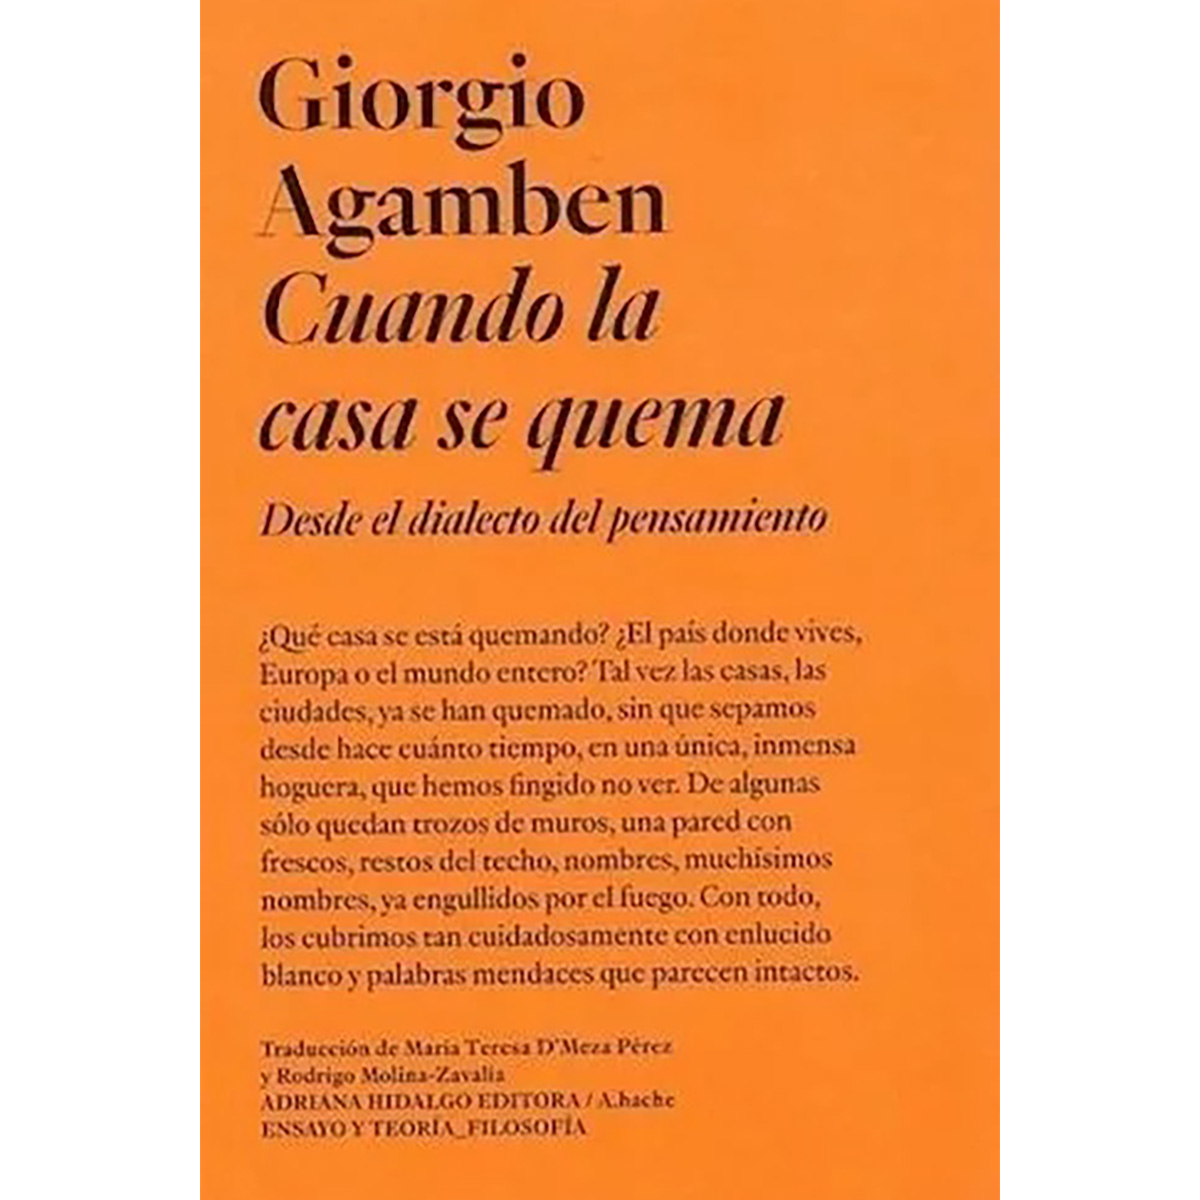 Giorgio
Agamben
Cuando la
casa se quema
Desde el dialecto del pensamiento
¿Qué casa se está quemando? ¿El país donde vives,
Europa o el mundo entero? Tal vez las casas, las
ciudades, ya se han quemado, sin que sepamos
desde hace cuánto tiempo, en una única, inmensa
hoguera, que hemos fingido no ver. De algunas
sólo quedan trozos de muros, una pared con
frescos, restos del techo, nombres, muchísimos
nombres, ya engullidos por el fuego. Con todo,
los cubrimos tan cuidadosamente con enlucido
blanco y palabras mendaces que parecen intactos.
Traducción de María Teresa D'Meza Pérez
y Rodrigo Molina-Zavalía
ADRIANA HIDALGO EDITORA / A.hache
ENSAYO Y TEORÍA_FILOSOFÍA